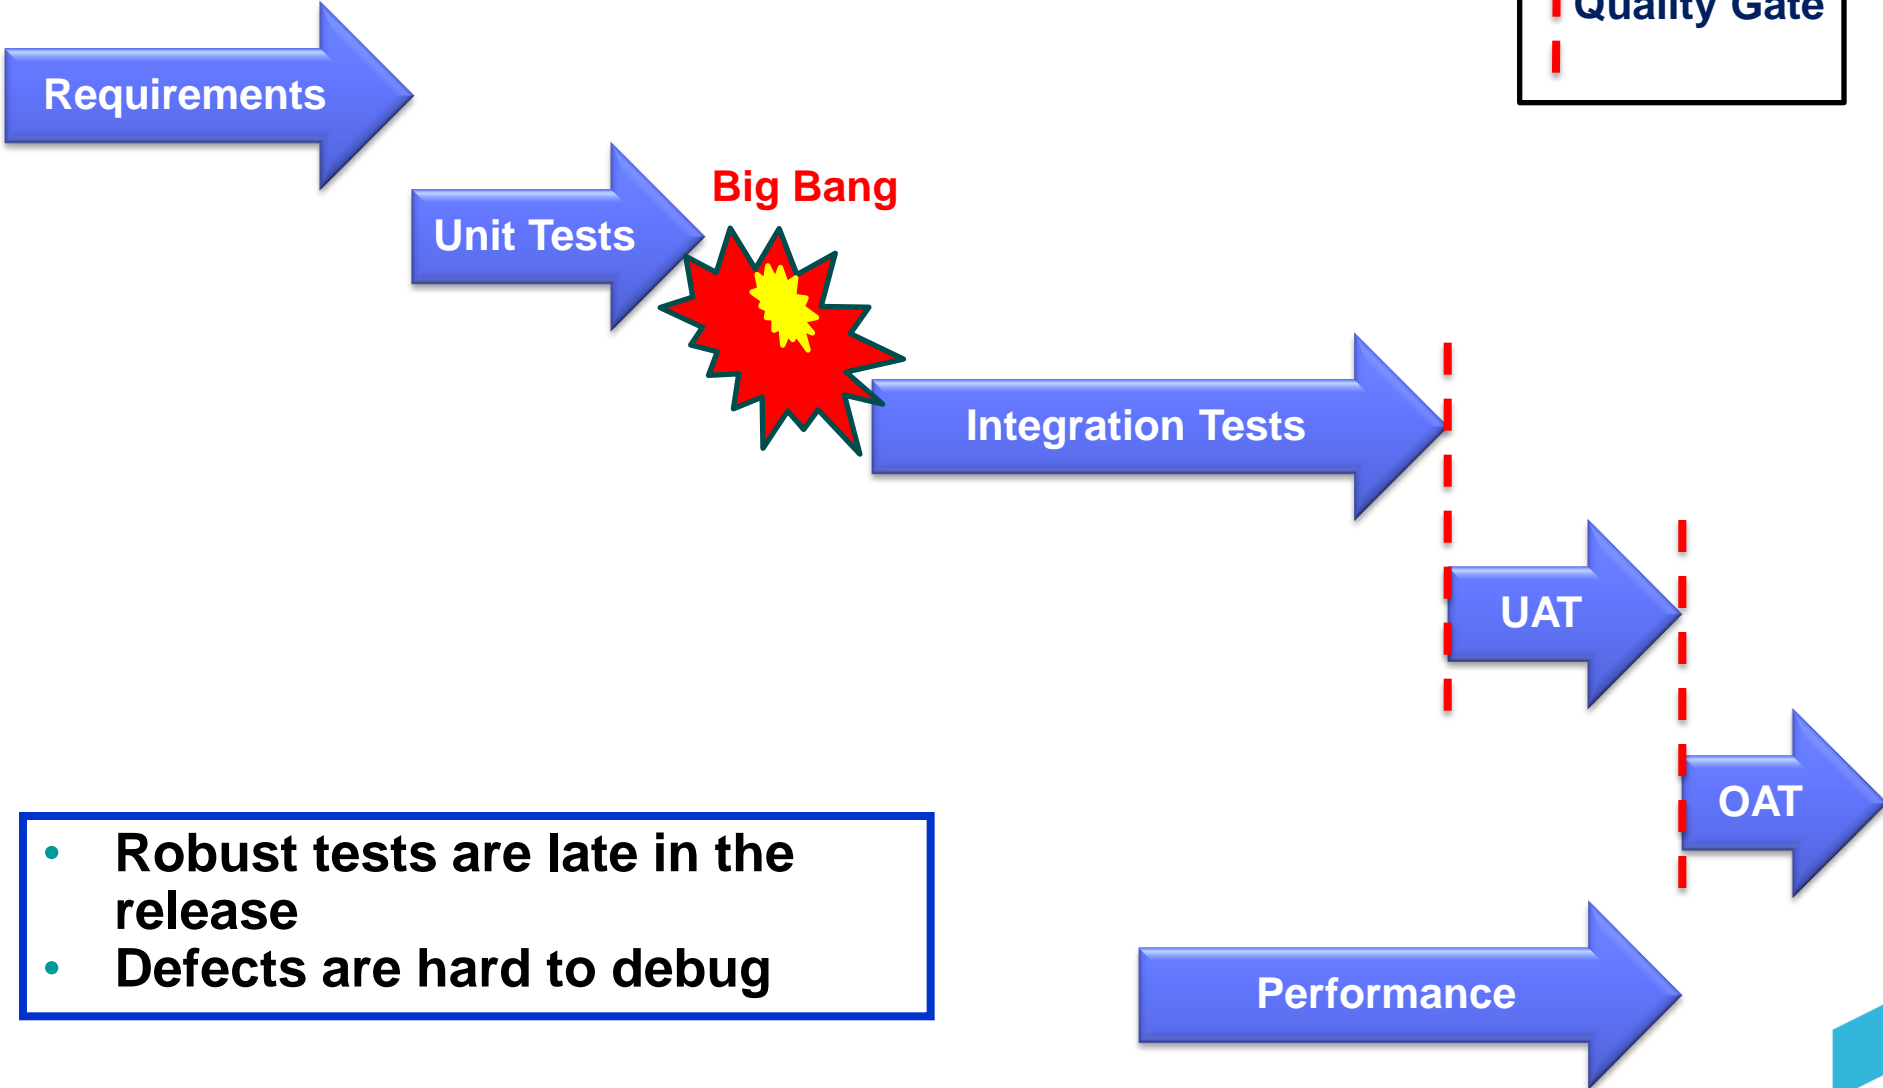 Quality Gate
Requirements
Big Bang
Unit Tests
Integration Tests
UAT
OAT
• Robust tests are late in the
release
• Defects are hard to debug
Performance